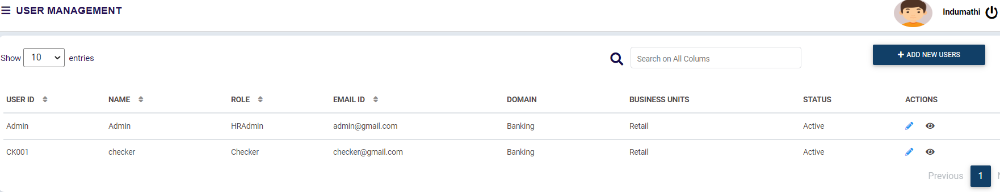 USER MANAGEMENT
Indumathi
Show 10 entries
Search on All Colums
ADD NEW USERS
USER ID NAME ROLE EMAIL ID DOMAIN BUSINESS UNITS STATUS ACTIONS
Admin Admin HRAdmin admin@gmail.com Banking Retail Active
CK001 checker Checker checker@gmail.com Banking Retail Active
Previous 1